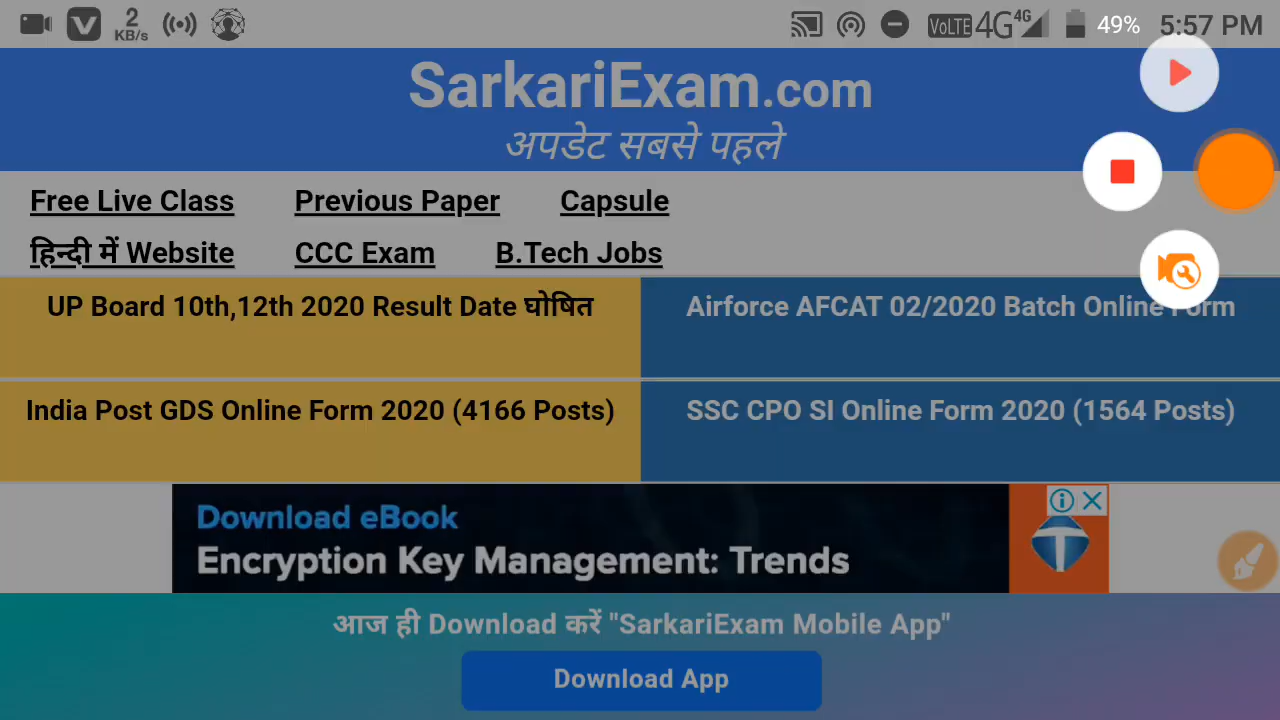 2 KB/s VoLTE 4G 4G 49% 5:57 PM
SarkariExam.com
अपडेट सबसे पहले
Free Live Class Previous Paper Capsule
हिन्दी में Website CCC Exam B.Tech Jobs
UP Board 10th,12th 2020 Result Date घोषित Airforce AFCAT 02/2020 Batch Online Form
India Post GDS Online Form 2020 (4166 Posts) SSC CPO SI Online Form 2020 (1564 Posts)
Download eBook
Encryption Key Management: Trends
आज ही Download करें "SarkariExam Mobile App"
Download App